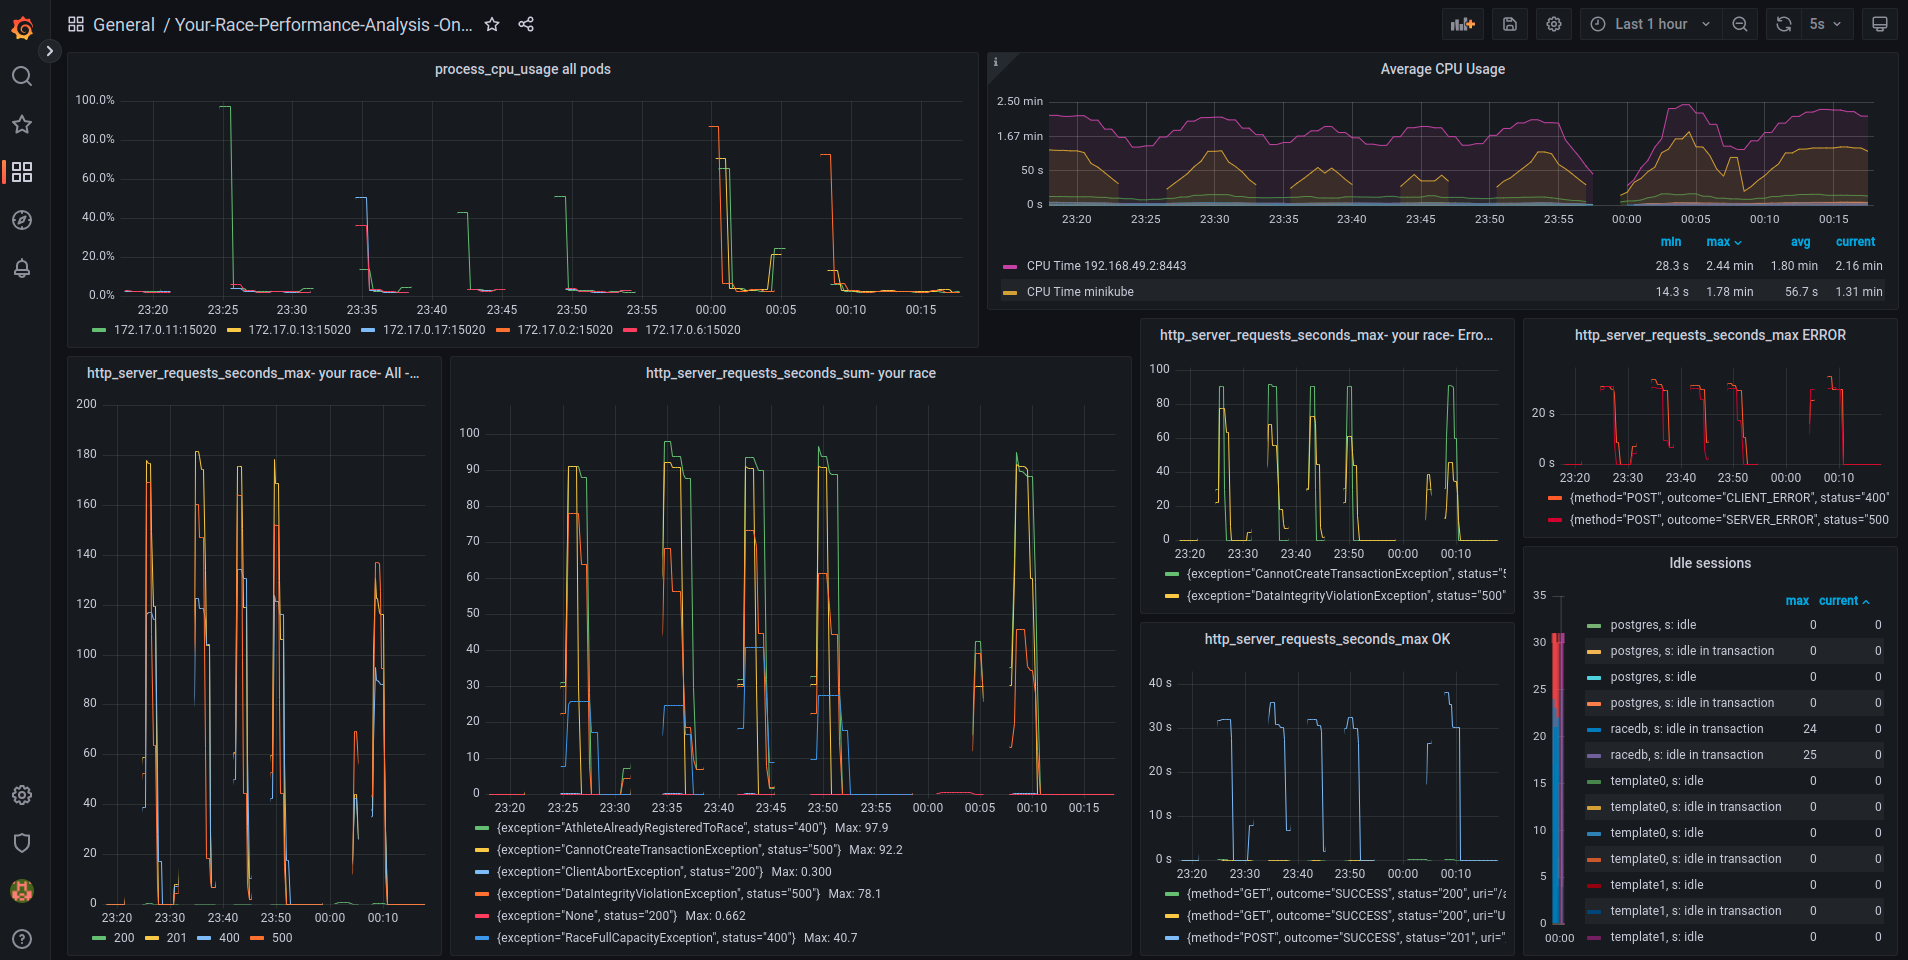 General / Your-Race-Performance-Analysis -On...
Last 1 hour
5s
process_cpu_usage all pods
100.0%
80.0%
60.0%
40.0%
20.0%
0.0%
23:20 23:25 23:30 23:35 23:40 23:45 23:50 23:55 00:00 00:05 00:10 00:15
172.17.0.11:15020 172.17.0.13:15020 172.17.0.17:15020 172.17.0.2:15020 172.17.0.6:15020
i
Average CPU Usage
2.50 min
1.67 min
50 s
0 s
23:20 23:25 23:30 23:35 23:40 23:45 23:50 23:55 00:00 00:05 00:10 00:15
min max avg current
CPU Time 192.168.49.2:8443 28.3 s 2.44 min 1.80 min 2.16 min
CPU Time minikube 14.3 s 1.78 min 56.7 s 1.31 min
http_server_requests_seconds_max- your race- All -...
200
180
160
140
120
100
80
60
40
20
0
23:20 23:30 23:40 23:50 00:00 00:10
200 201 400 500
http_server_requests_seconds_sum- your race
100
90
80
70
60
50
40
30
20
10
0
23:20 23:25 23:30 23:35 23:40 23:45 23:50 23:55 00:00 00:05 00:10 00:15
{exception="AthleteAlreadyRegisteredToRace", status="400"} Max: 97.9
{exception="CannotCreateTransactionException", status="500"} Max: 92.2
{exception="ClientAbortException", status="200"} Max: 0.300
{exception="DataIntegrityViolationException", status="500"} Max: 78.1
{exception="None", status="200"} Max: 0.662
{exception="RaceFullCapacityException", status="400"} Max: 40.7
http_server_requests_seconds_max- your race- Erro...
100
80
60
40
20
0
23:20 23:30 23:40 23:50 00:00 00:10
{exception="CannotCreateTransactionException", status="5
{exception="DataIntegrityViolationException", status="500"
http_server_requests_seconds_max OK
40 s
30 s
20 s
10 s
0 s
23:20 23:30 23:40 23:50 00:00 00:10
{method="GET", outcome="SUCCESS", status="200", uri="/a
{method="GET", outcome="SUCCESS", status="200", uri="U
{method="POST", outcome="SUCCESS", status="201", uri="
http_server_requests_seconds_max ERROR
20 s
0 s
23:20 23:30 23:40 23:50 00:00 00:10
{method="POST", outcome="CLIENT_ERROR", status="400"
{method="POST", outcome="SERVER_ERROR", status="500
Idle sessions
35
30
25
20
15
10
5
0
00:00
max current
postgres, s: idle 0 0
postgres, s: idle in transaction 0 0
postgres, s: idle 0 0
postgres, s: idle in transaction 0 0
racedb, s: idle in transaction 24 0
racedb, s: idle in transaction 25 0
template0, s: idle 0 0
template0, s: idle in transaction 0 0
template0, s: idle 0 0
template0, s: idle in transaction 0 0
template1, s: idle 0 0
template1, s: idle in transaction 0 0
template1, s: idle 0 0